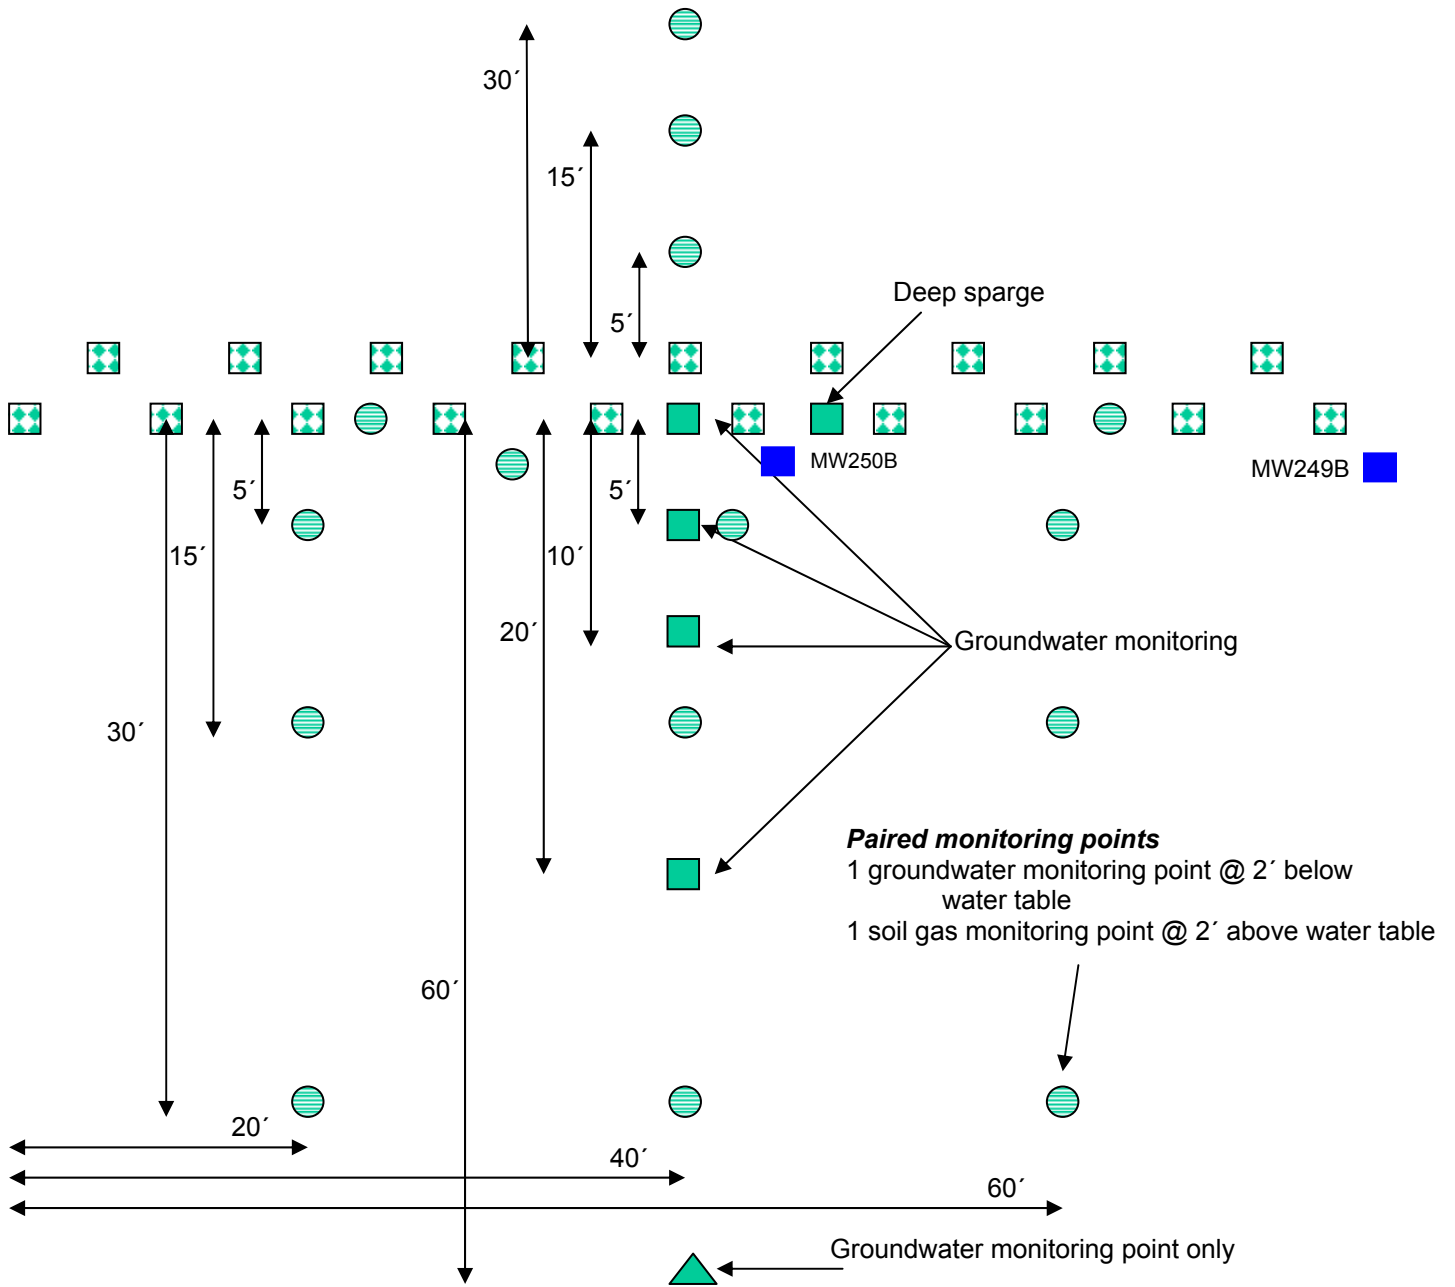 30´
15´
5´
Deep sparge
MW250B
MW249B
5´
5´
15´
10´
20´
Groundwater monitoring
30´
Paired monitoring points
1 groundwater monitoring point @ 2´ below
water table
1 soil gas monitoring point @ 2´ above water table
60´
20´
40´
60´
Groundwater monitoring point only